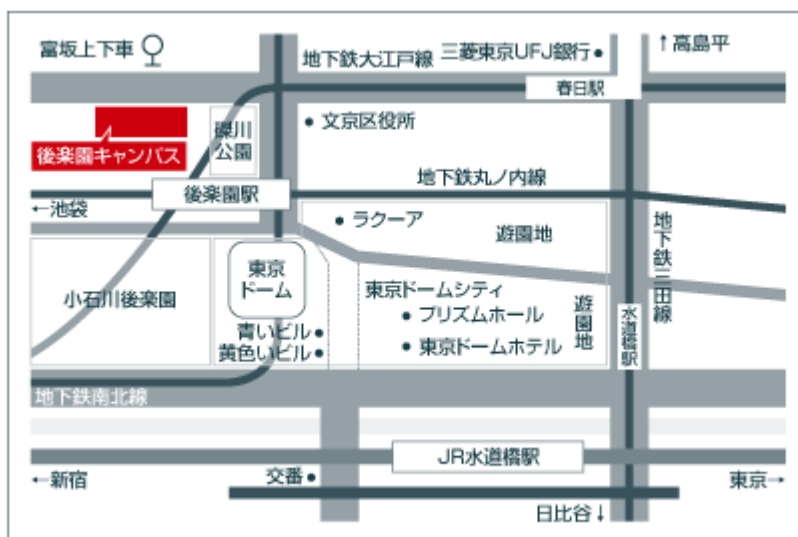 富坂上下車
地下鉄大江戸線
三菱東京UFJ銀行
↑高島平
春日駅
後楽園キャンパス
礫川
公園
文京区役所
地下鉄丸ノ内線
後楽園駅
←池袋
ラクーア
遊園地
地下鉄三田線
東京
ドーム
小石川後楽園
東京ドームシティ
プリズムホール
遊園地
水道橋駅
青いビル
黄色いビル
東京ドームホテル
地下鉄南北線
JR水道橋駅
←新宿
交番
東京→
日比谷↓